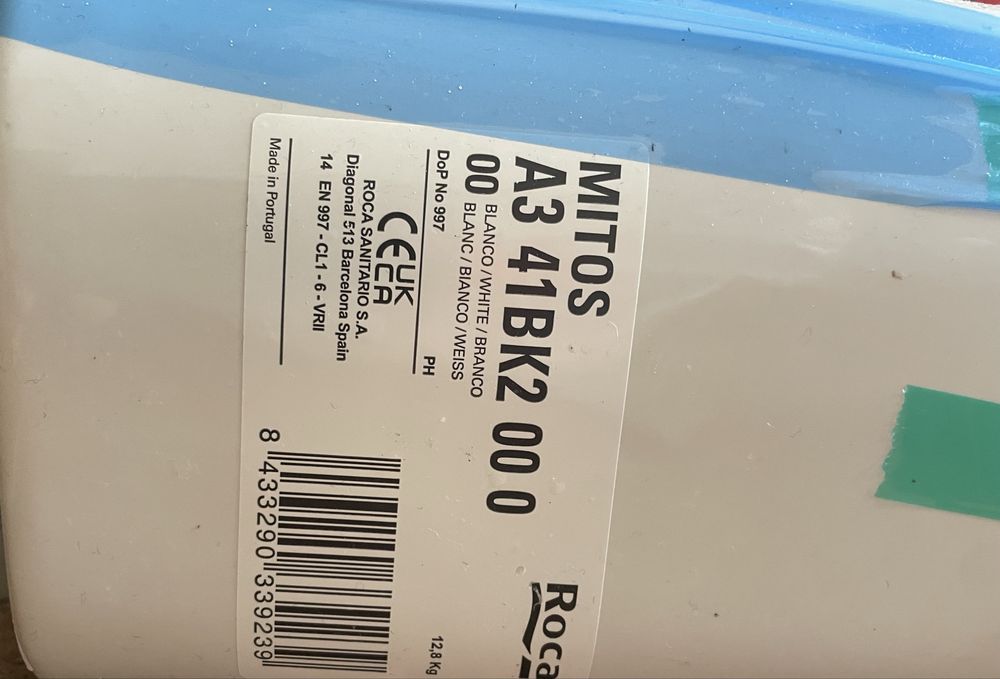 MITOS
A3 41BK2 00 0
Roca
00 BLANCO / WHITE / BRANCO
BLANC / BIANCO / WEISS
DoP No 997
PH
12,8 Kg
CE UKCA
ROCA SANITARIO S.A.
Diagonal 513 Barcelona Spain
14 EN 997 - CL1 - 6 - VRII
Made in Portugal
8 433290 339239